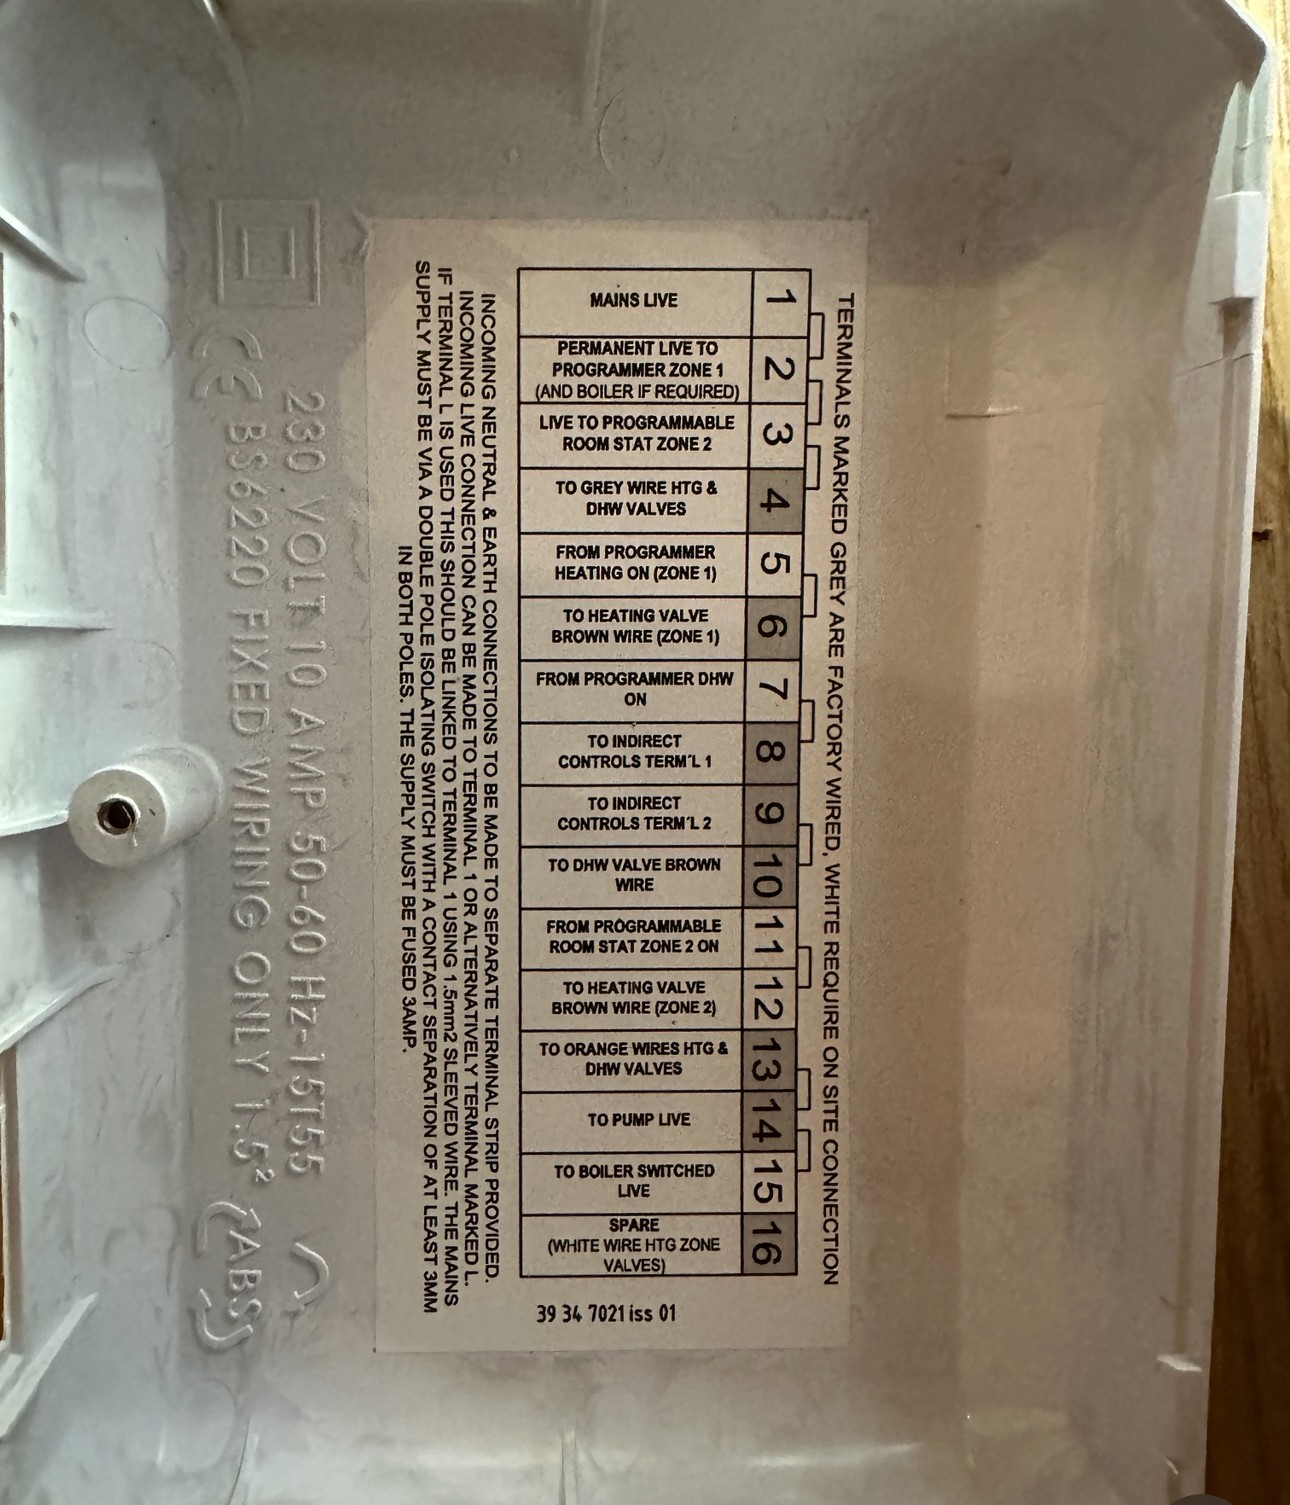 TERMINALS MARKED GREY ARE FACTORY WIRED, WHITE REQUIRE ON SITE CONNECTION
1
MAINS LIVE
2
PERMANENT LIVE TO
PROGRAMMER ZONE 1
(AND BOILER IF REQUIRED)
3
LIVE TO PROGRAMMABLE
ROOM STAT ZONE 2
4
TO GREY WIRE HTG &
DHW VALVES
5
FROM PROGRAMMER
HEATING ON (ZONE 1)
6
TO HEATING VALVE
BROWN WIRE (ZONE 1)
7
FROM PROGRAMMER DHW
ON
8
TO INDIRECT
CONTROLS TERM'L 1
9
TO INDIRECT
CONTROLS TERM'L 2
10
TO DHW VALVE BROWN
WIRE
11
FROM PROGRAMMABLE
ROOM STAT ZONE 2 ON
12
TO HEATING VALVE
BROWN WIRE (ZONE 2)
13
TO ORANGE WIRES HTG &
DHW VALVES
14
TO PUMP LIVE
15
TO BOILER SWITCHED
LIVE
16
SPARE
(WHITE WIRE HTG ZONE
VALVES)
39 34 7021 iss 01
INCOMING NEUTRAL & EARTH CONNECTIONS TO BE MADE TO SEPARATE TERMINAL STRIP PROVIDED.
INCOMING LIVE CONNECTION CAN BE MADE TO TERMINAL 1 OR ALTERNATIVELY TERMINAL MARKED L.
IF TERMINAL L IS USED THIS SHOULD BE LINKED TO TERMINAL 1 USING 1.5mm2 SLEEVED WIRE. THE MAINS
SUPPLY MUST BE VIA A DOUBLE POLE ISOLATING SWITCH WITH A CONTACT SEPARATION OF AT LEAST 3MM
IN BOTH POLES. THE SUPPLY MUST BE FUSED 3AMP.
230 VOLT 10 AMP 50-60 HZ-15T55
CE BS6220 FIXED WIRING ONLY 1.5² ABS